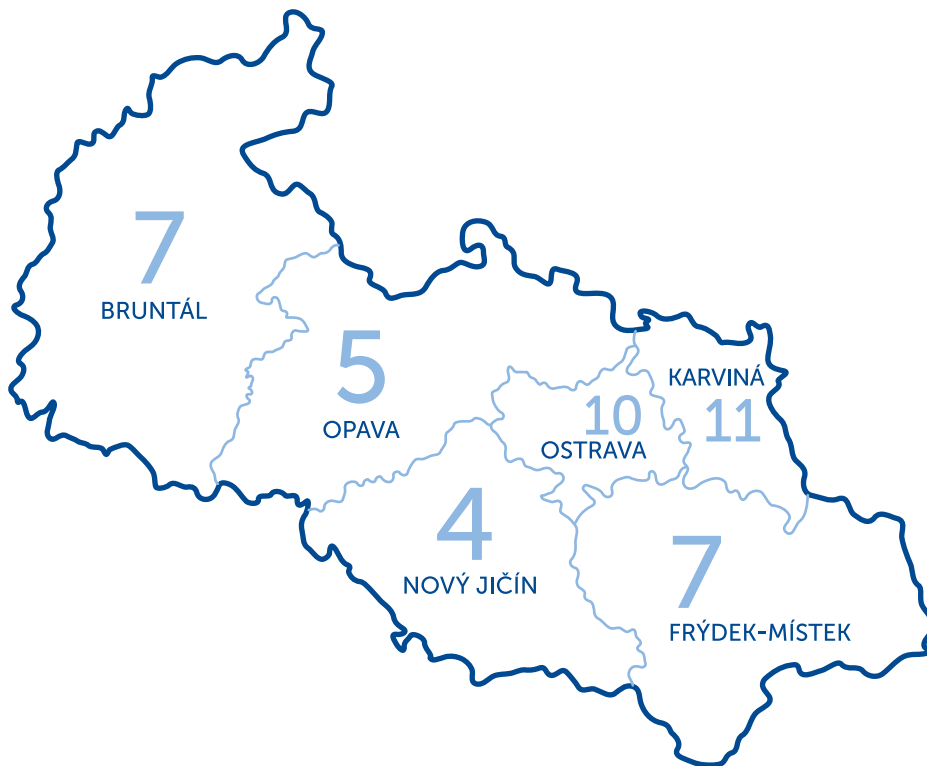 7
BRUNTÁL
5
OPAVA
KARVINÁ
11
10
OSTRAVA
4
NOVÝ JIČÍN
7
FRÝDEK-MÍSTEK